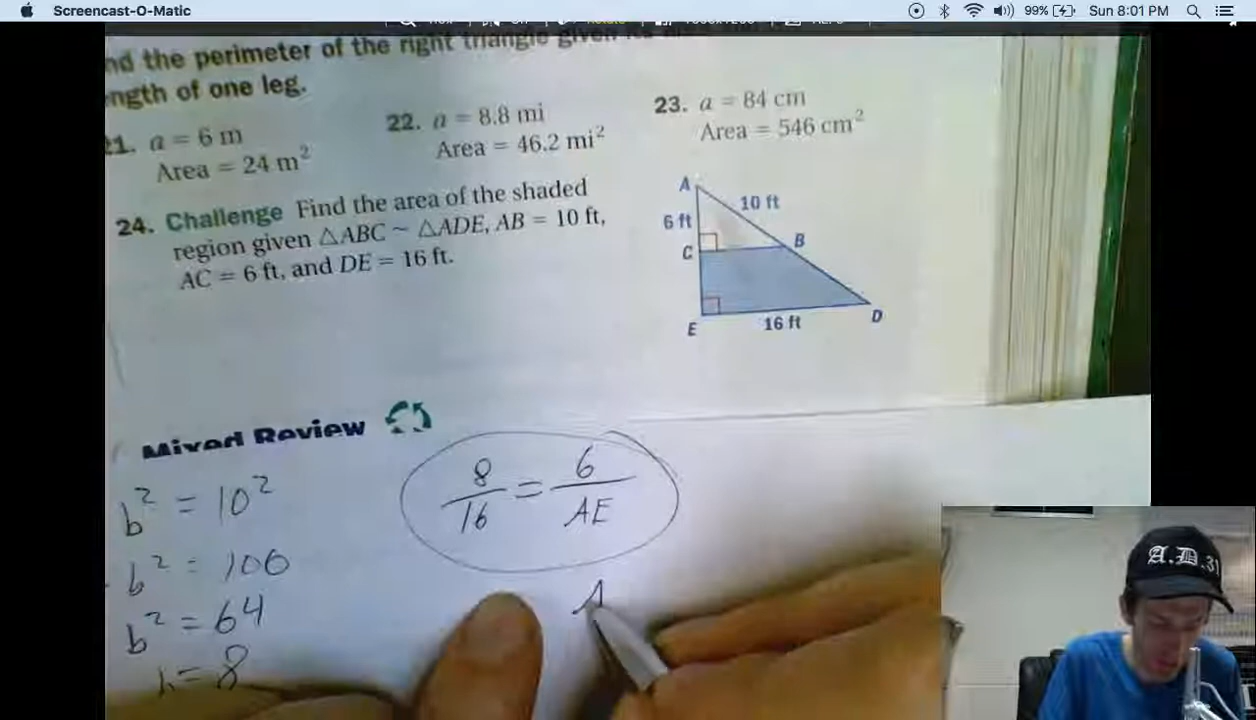 Screencast-O-Matic
99%
Sun 8:01 PM
nd the perimeter of the right triangle given its
ngth of one leg.
21. a = 6 m
Area = 24 m²
22. a = 8.8 mi
Area = 46.2 mi²
23. a = 84 cm
Area = 546 cm²
24. Challenge Find the area of the shaded
region given △ABC ~ △ADE, AB = 10 ft,
AC = 6 ft, and DE = 16 ft.
A
10 ft
6 ft
B
C
E
16 ft
D
Mixed Review
b² = 10²
b² = 100
b² = 64
= 8
8/16 = 6/AE
A
A.D.31